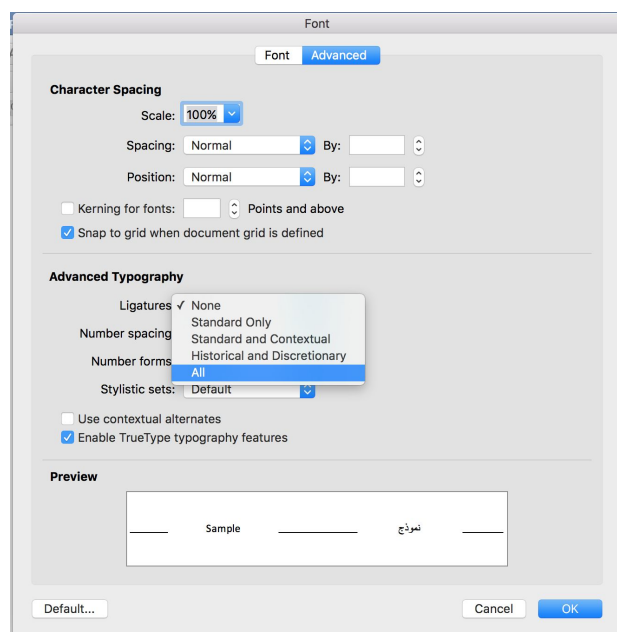 Font
Font Advanced
Character Spacing
Scale: 100%
Spacing: Normal By:
Position: Normal By:
Kerning for fonts: Points and above
Snap to grid when document grid is defined
Advanced Typography
Ligatures ✓ None
Standard Only
Number spacing Standard and Contextual
Number forms Historical and Discretionary
All
Stylistic sets: Default
Use contextual alternates
Enable TrueType typography features
Preview
Sample نموذج
Default... Cancel OK